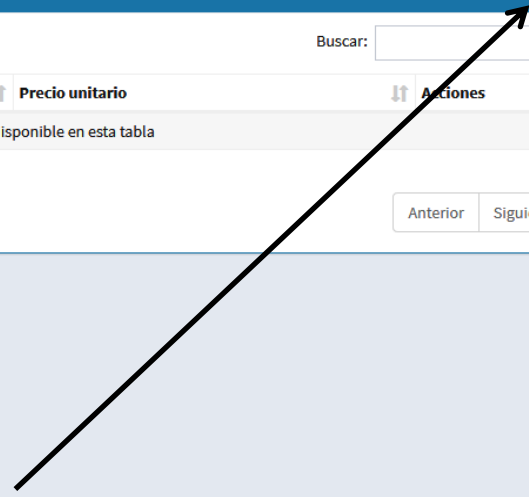 Buscar:
Precio unitario Acciones
isponible en esta tabla
Anterior Sigui